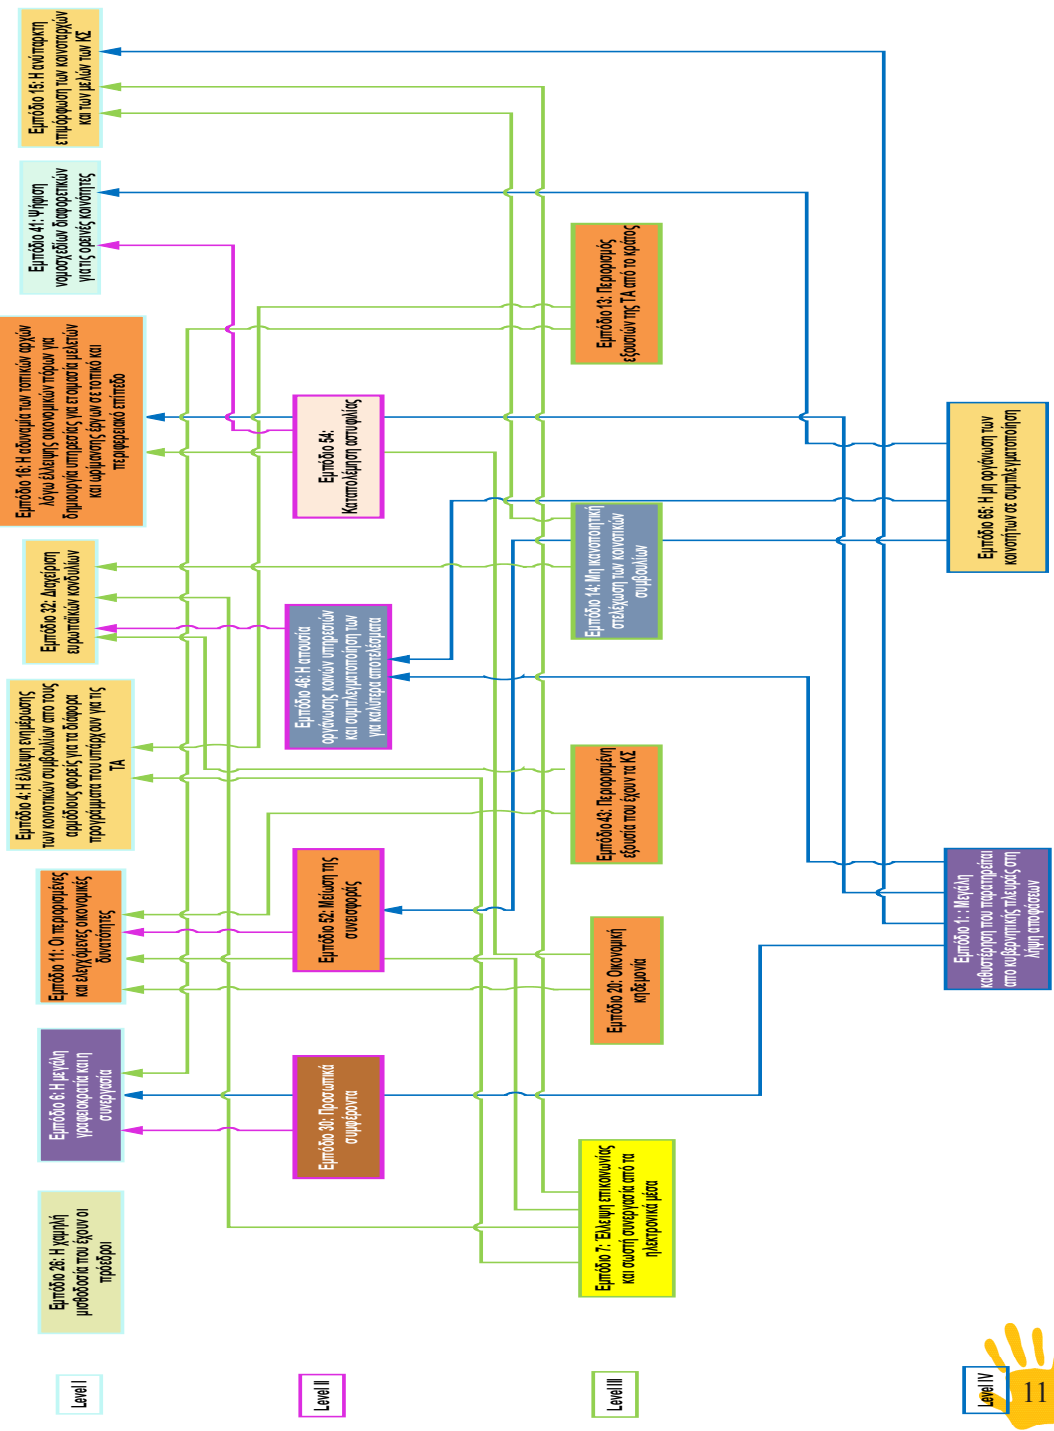 Level I
Εμπόδιο 26: Η χαμηλή
μισθοδοσία που έχουν οι
πρόεδροι
Εμπόδιο 6: Η μεγάλη
γραφειοκρατία και η
συνεργασία
Εμπόδιο 11: Οι περιορισμένες
και ελεγχόμενες οικονομικές
δυνατότητες
Εμπόδιο 4: Η έλλειψη ενημέρωσης
των κοινοτικών συμβουλίων απο τους
αρμόδιους φορείς για τα διάφορα
προγράμματα που υπάρχουν για τις
ΤΑ
Εμπόδιο 32: Διαχείριση
ευρωπαϊκών κονδυλίων
Εμπόδιο 16: Η αδυναμία των τοπικών αρχών
λόγω έλλειψης οικονομικών πόρων για
δημιουργία υπηρεσίας για ετοιμασία μελετών
και ωρίμανσης έργων σε τοπικό και
περιφερειακό επίπεδο
Εμπόδιο 41: Ψήφιση
νομοσχεδίων διαφορετικών
για τις ορεινές κοινότητες
Εμπόδιο 15: Η ανύπαρκτη
επιμόρφωση των κοινοταρχών
και των μελών των ΚΣ
Level II
Εμπόδιο 30: Προσωπικά
συμφέροντα
Εμπόδιο 52: Μείωση της
συνεισφοράς
Εμπόδιο 46: Η απουσία
οργάνωσης κοινών υπηρεσιών
και συμπλεγματοποίηση των
για καλύτερα αποτελέσματα
Εμπόδιο 54:
Καταπολέμηση αστυφιλίας
Level III
Εμπόδιο 7: Έλλειψη επικοινωνίας
και σωστή συνεργασία από τα
ηλεκτρονικά μέσα
Εμπόδιο 20: Οικονομική
κηδεμονία
Εμπόδιο 43: Περιορισμένη
εξουσία που έχουν τα ΚΣ
Εμπόδιο 14: Μη ικανοποιητική
στελέχωση των κοινοτικών
συμβουλίων
Εμπόδιο 13: Περιορισμός
εξουσιών της ΤΑ από το κράτος
Level IV
Εμπόδιο 1: : Μεγάλη
καθυστέρηση που παρατηρείται
απο κυβερνητικής πλευράς στη
λήψη αποφάσεων
Εμπόδιο 65: Η μη οργάνωση των
κοινοτήτων σε συμπλεγματοποίηση
11